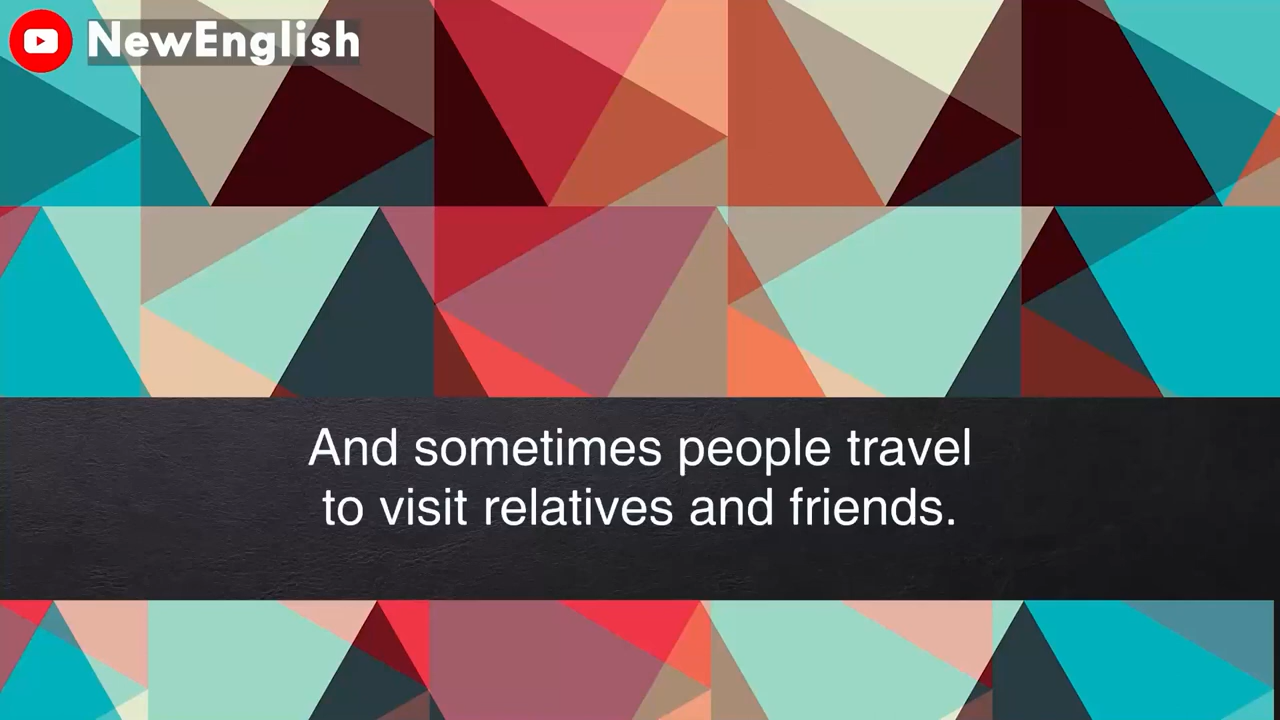 NewEnglish
And sometimes people travel
to visit relatives and friends.